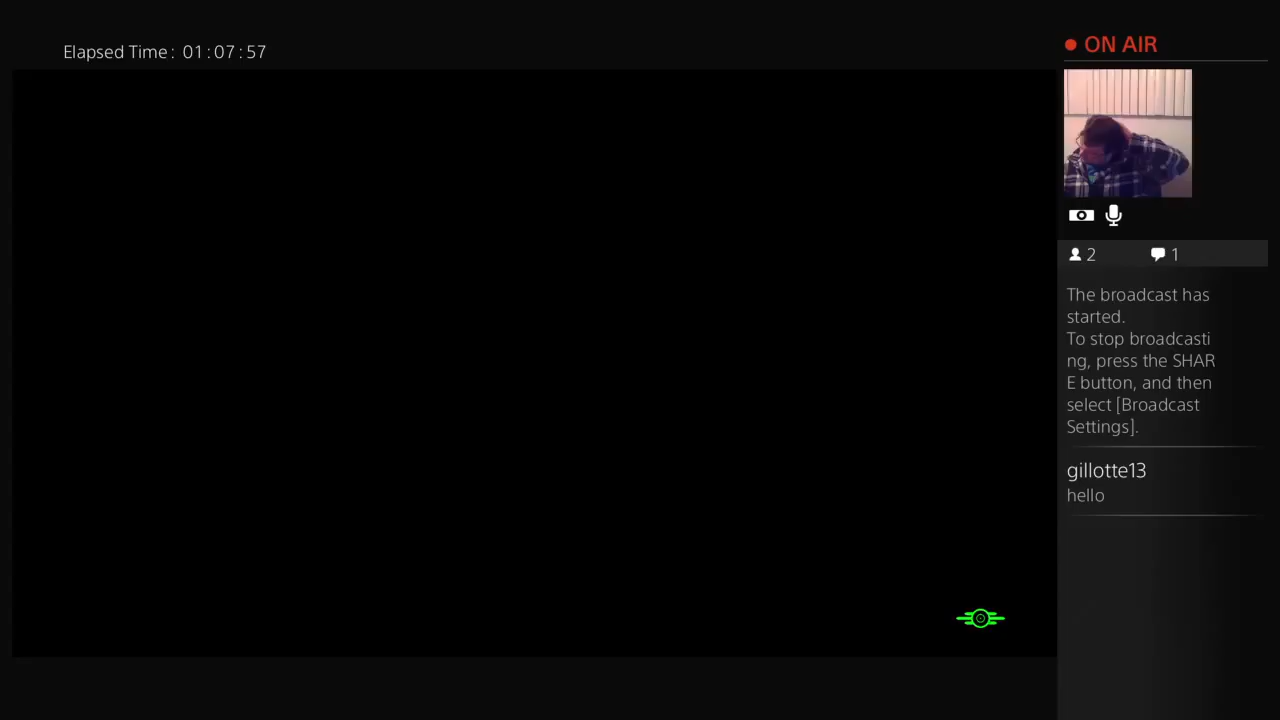 Elapsed Time: 01:07:57
ON AIR
2 1
The broadcast has
started.
To stop broadcasti
ng, press the SHAR
E button, and then
select [Broadcast
Settings].
gillotte13
hello